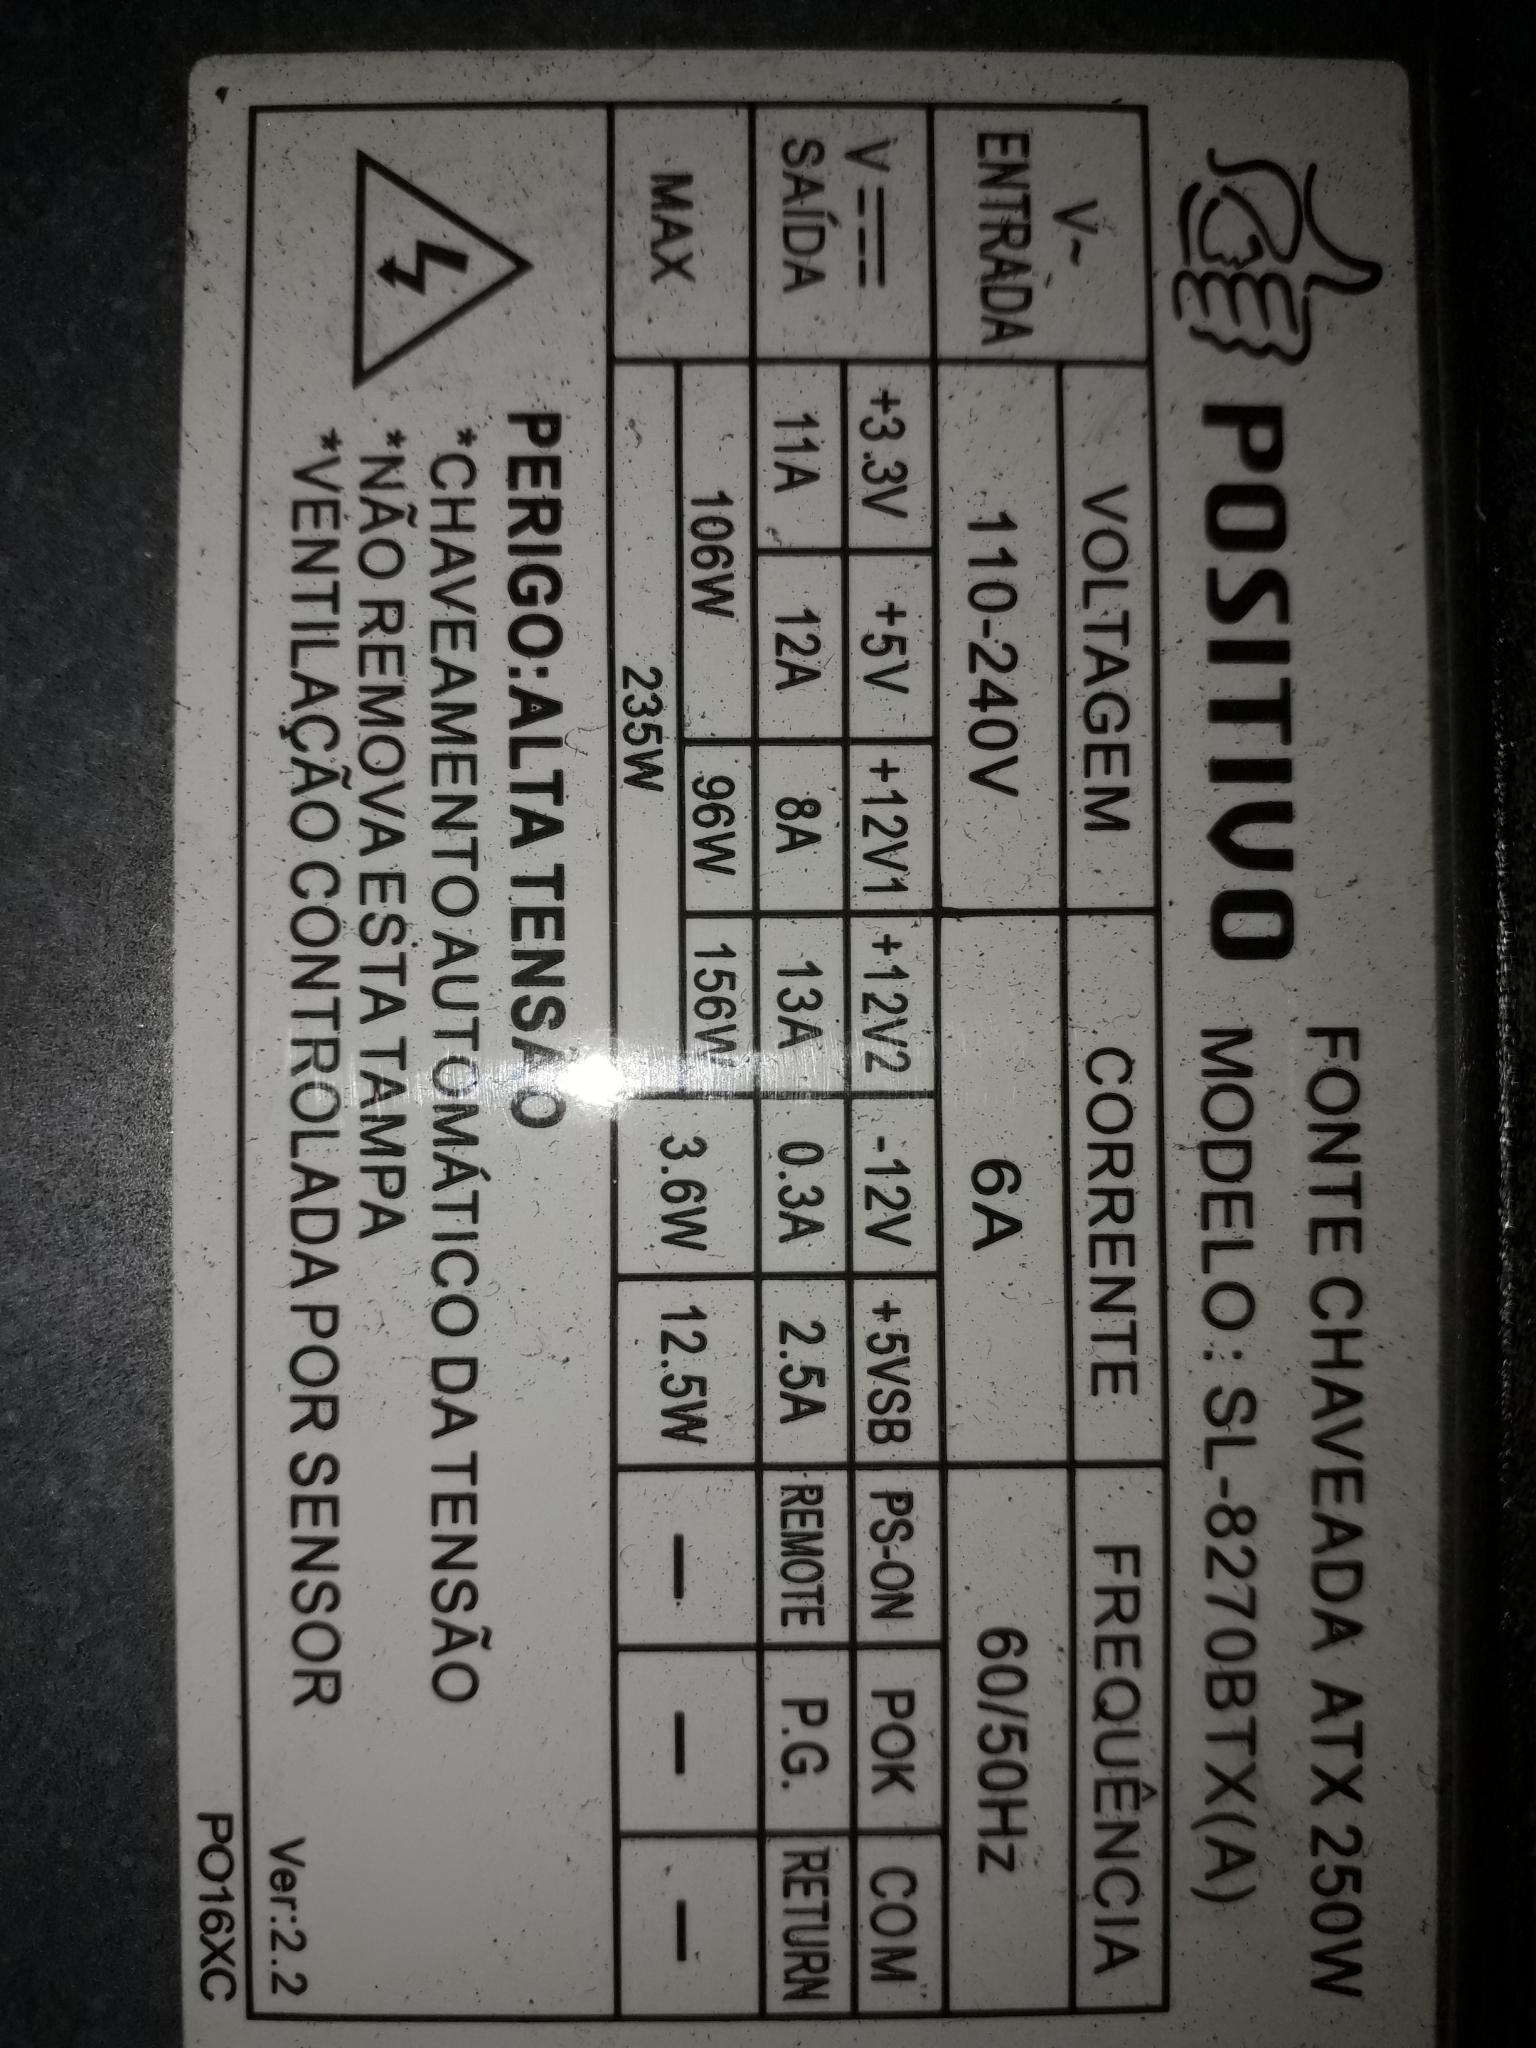 FONTE CHAVEADA ATX 250W
POSITIVO MODELO: SL-8270BTX(A)
V~ ENTRADA VOLTAGEM CORRENTE FREQUÊNCIA
110-240V 6A 60/50Hz
V SAÍDA +3.3V +5V +12V1 +12V2 -12V +5VSB PS-ON POK COM
11A 12A 8A 13A 0.3A 2.5A REMOTE P.G. RETURN
MAX 106W 96W 156W 3.6W 12.5W – – –
235W
PERIGO:ALTA TENSÃO
*CHAVEAMENTO AUTOMÁTICO DA TENSÃO
*NÃO REMOVA ESTA TAMPA
*VENTILAÇÃO CONTROLADA POR SENSOR
Ver:2.2
PO16XC